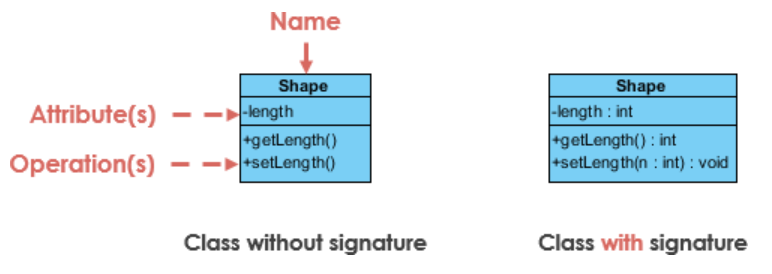 Name
Shape
Attribute(s)
-length
+getLength()
Operation(s)
+setLength()
Class without signature
Shape
-length : int
+getLength() : int
+setLength(n : int) : void
Class with signature